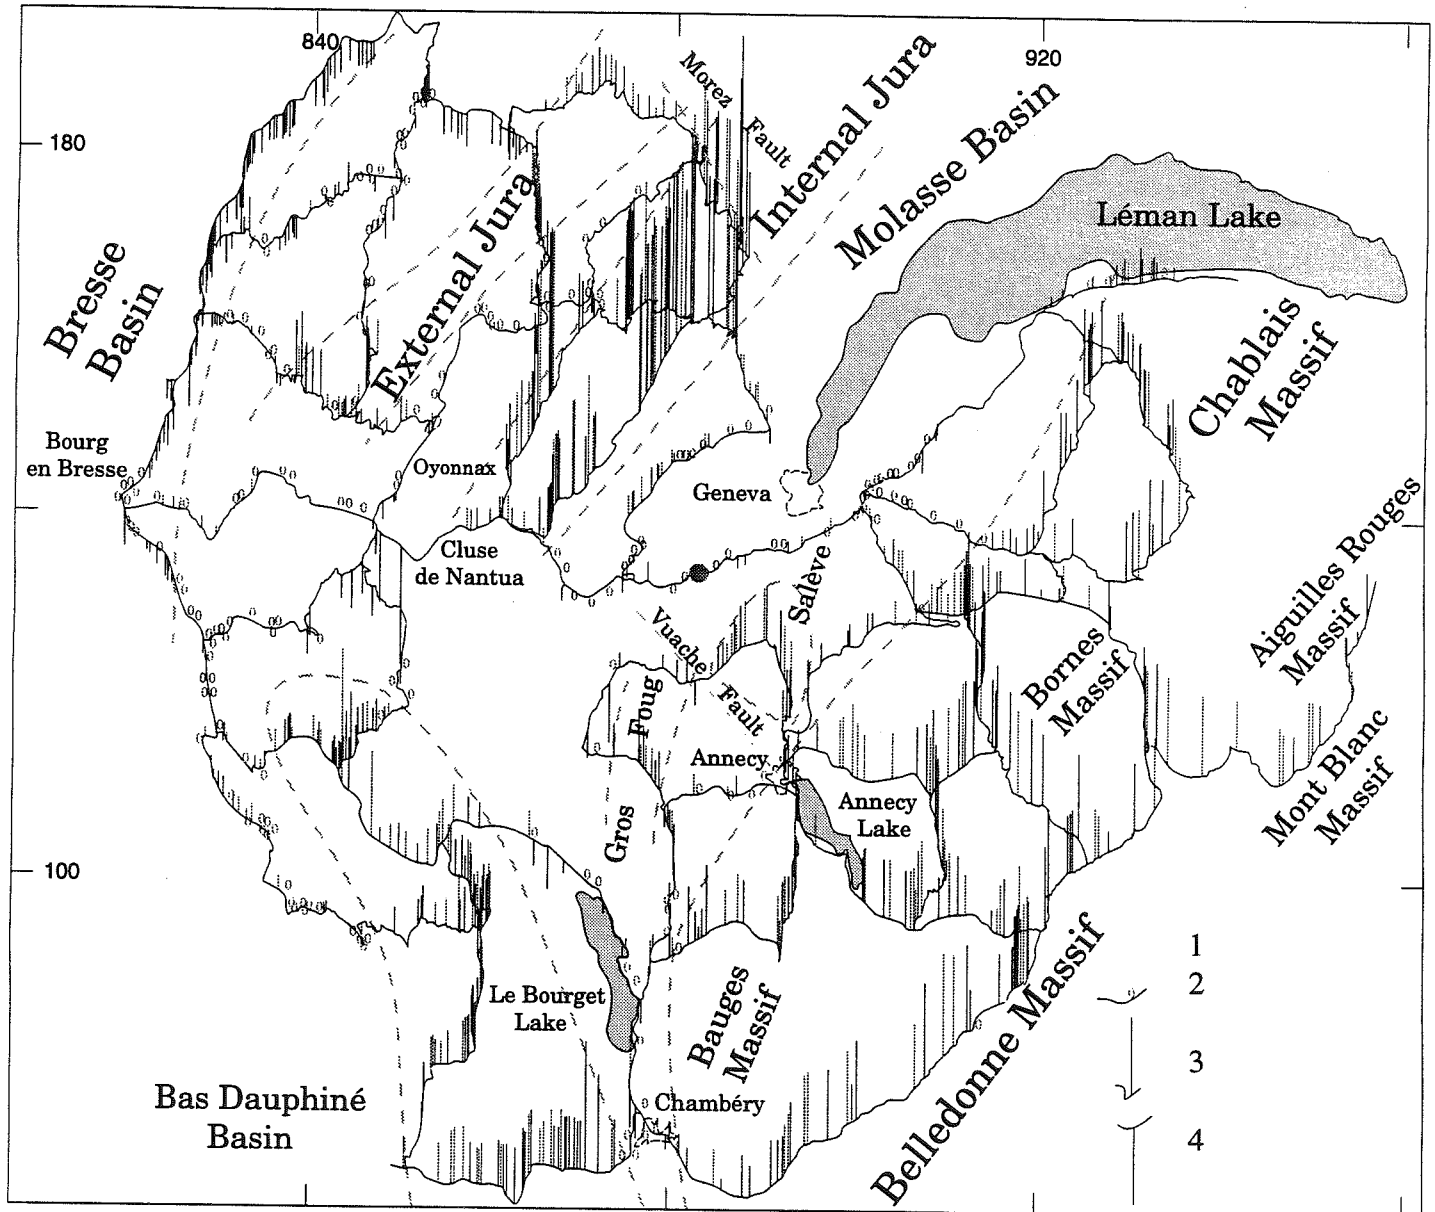 840
920
180
100
Morez
Fault
Internal Jura
Molasse Basin
Léman Lake
External Jura
Bresse
Basin
Chablais
Massif
Bourg
en Bresse
Oyonnax
Geneva
Cluse
de Nantua
Salève
Vuache
Fault
Aiguilles Rouges
Massif
Bornes
Massif
Foug
Gros
Annecy
Annecy
Lake
Mont Blanc
Massif
Le Bourget
Lake
Bauges
Massif
Belledonne Massif
Chambéry
Bas Dauphiné
Basin
1
2
3
4